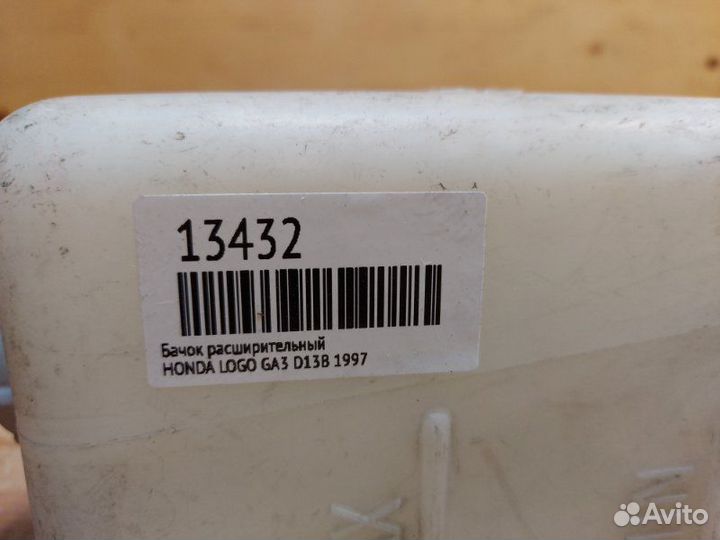 13432
Бачок расширительный
HONDA LOGO GA3 D13B 1997
Avito